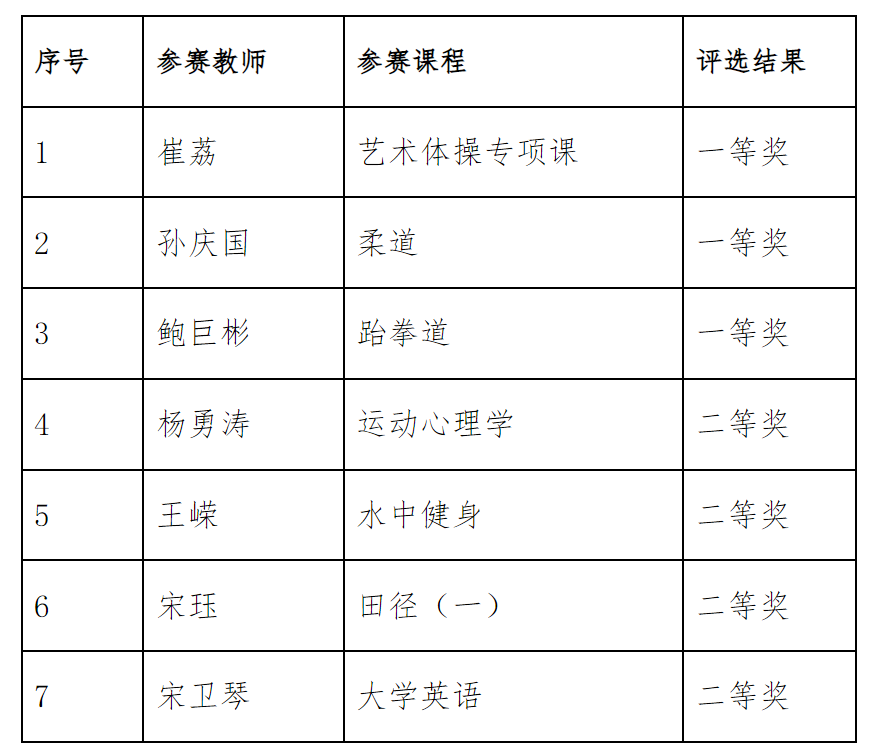 序号 参赛教师 参赛课程 评选结果
1 崔荔 艺术体操专项课 一等奖
2 孙庆国 柔道 一等奖
3 鲍巨彬 跆拳道 一等奖
4 杨勇涛 运动心理学 二等奖
5 王嵘 水中健身 二等奖
6 宋珏 田径（一） 二等奖
7 宋卫琴 大学英语 二等奖